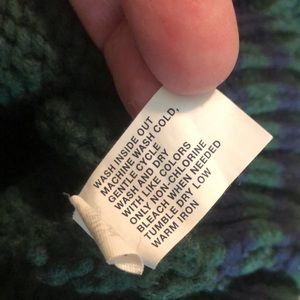 WASH INSIDE OUT
MACHINE WASH COLD,
GENTLE CYCLE
WASH AND DRY
WITH LIKE COLORS
ONLY NON-CHLORINE
BLEACH WHEN NEEDED
TUMBLE DRY LOW
WARM IRON